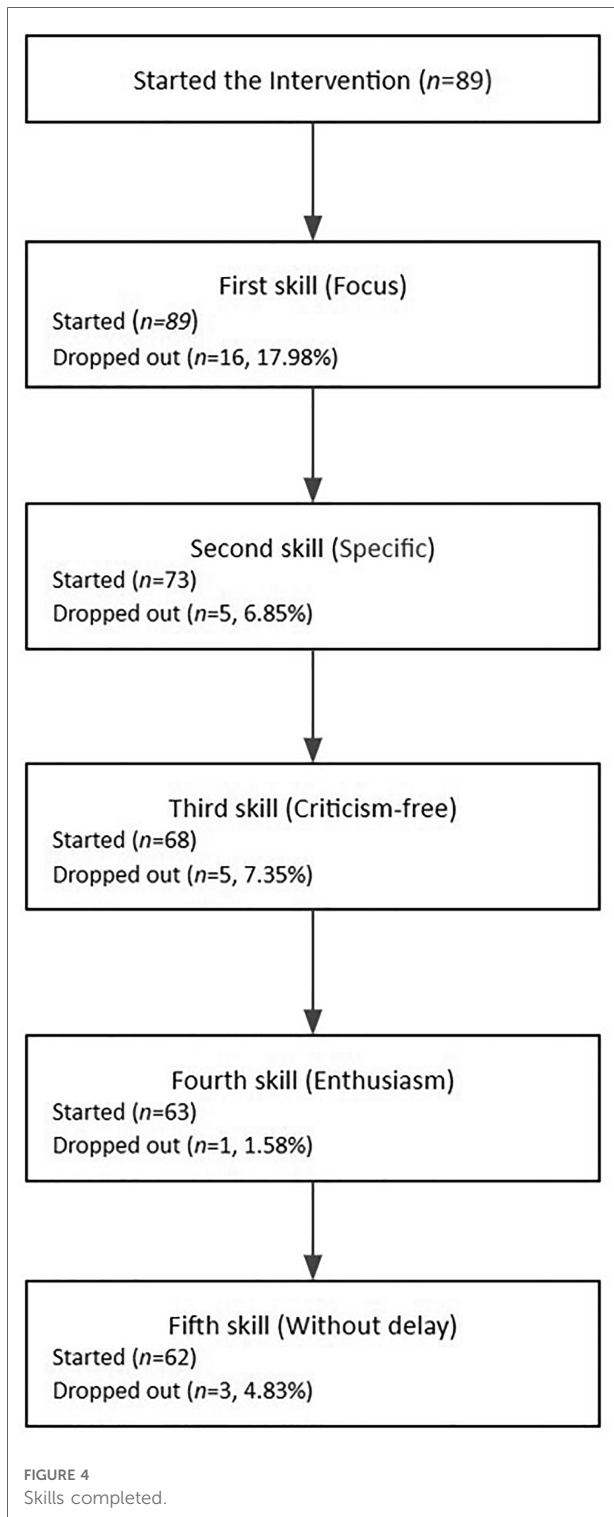 Started the Intervention (n=89)
First skill (Focus)
Started (n=89)
Dropped out (n=16, 17.98%)
Second skill (Specific)
Started (n=73)
Dropped out (n=5, 6.85%)
Third skill (Criticism-free)
Started (n=68)
Dropped out (n=5, 7.35%)
Fourth skill (Enthusiasm)
Started (n=63)
Dropped out (n=1, 1.58%)
Fifth skill (Without delay)
Started (n=62)
Dropped out (n=3, 4.83%)
FIGURE 4
Skills completed.